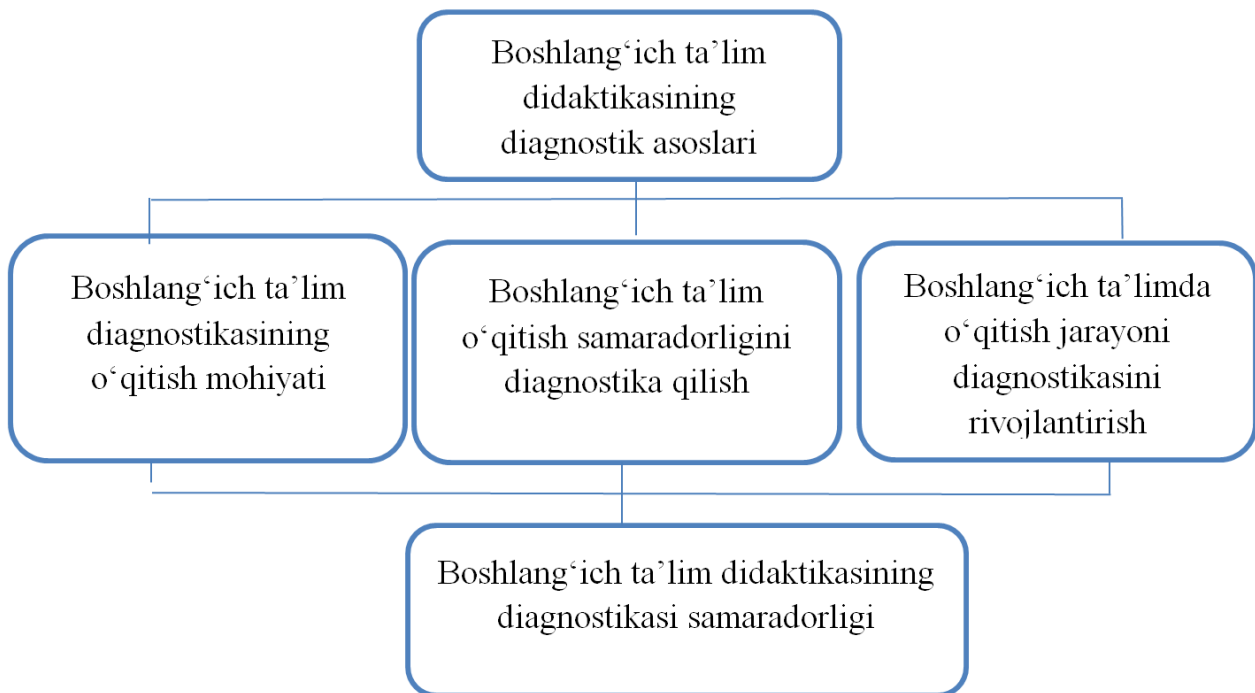 Boshlang‘ich ta’lim
didaktikasining
diagnostik asoslari
Boshlang‘ich ta’lim
diagnostikasining
o‘qitish mohiyati
Boshlang‘ich ta’lim
o‘qitish samaradorligini
diagnostika qilish
Boshlang‘ich ta’limda
o‘qitish jarayoni
diagnostikasini
rivojlantirish
Boshlang‘ich ta’lim didaktikasining
diagnostikasi samaradorligi